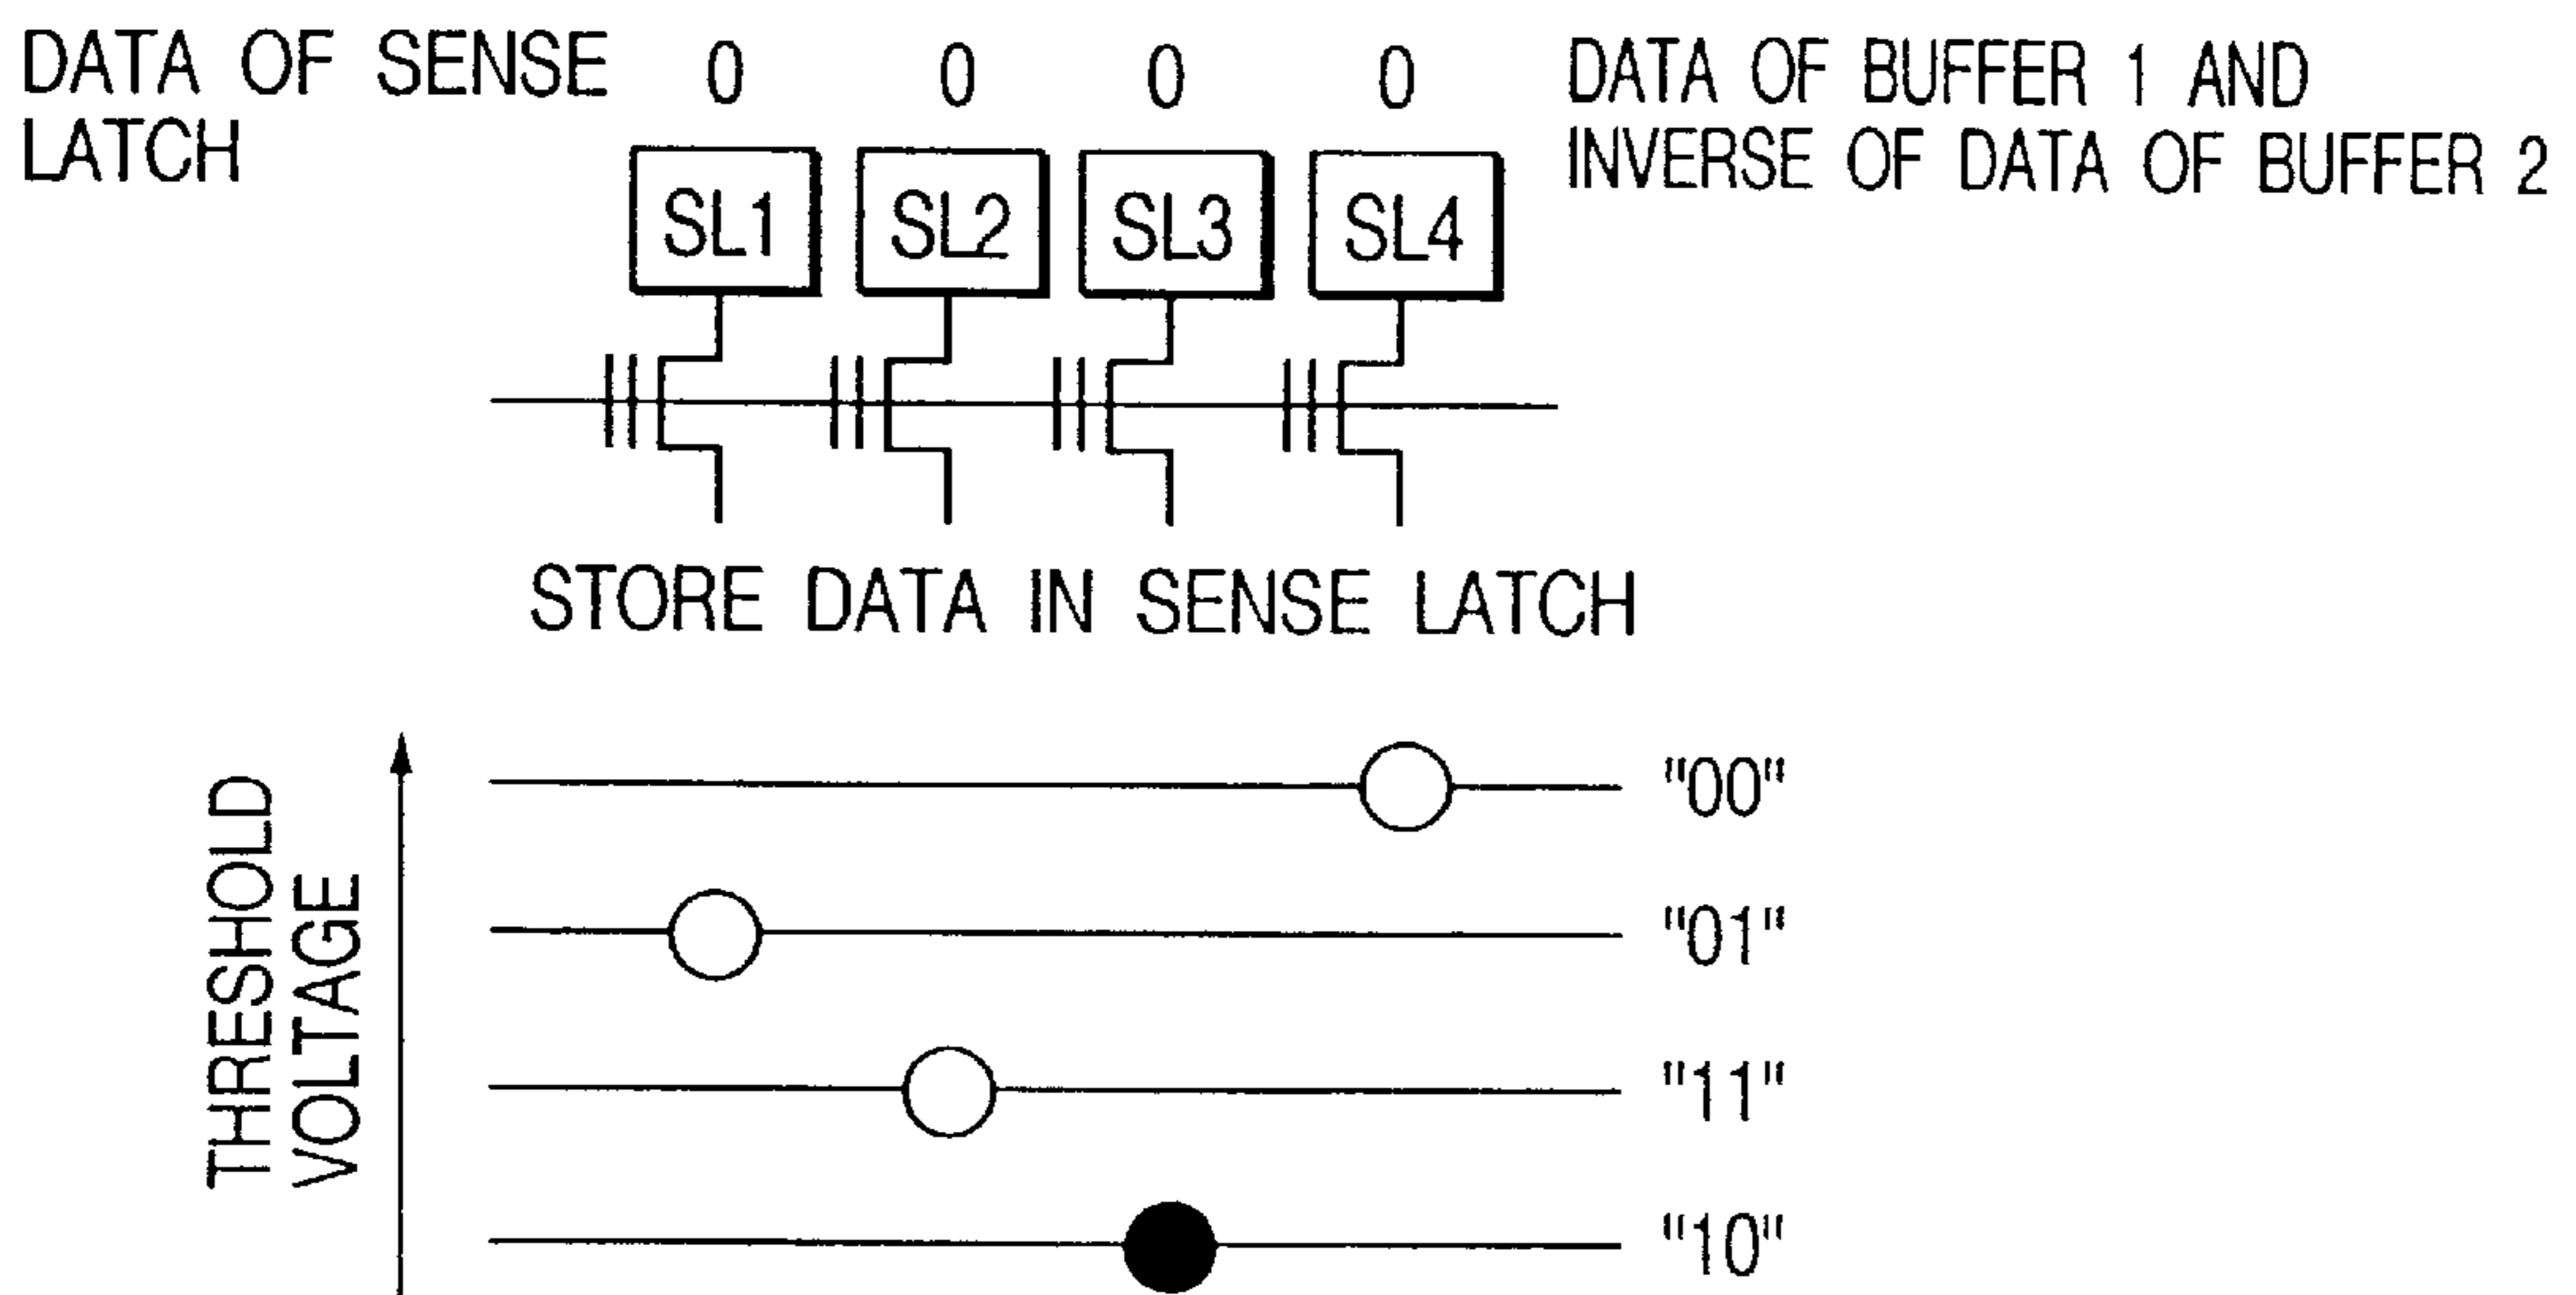 DATA OF SENSE
LATCH
0 0 0 0
DATA OF BUFFER 1 AND
INVERSE OF DATA OF BUFFER 2
SL1 SL2 SL3 SL4
STORE DATA IN SENSE LATCH
THRESHOLD
VOLTAGE
"00"
"01"
"11"
"10"